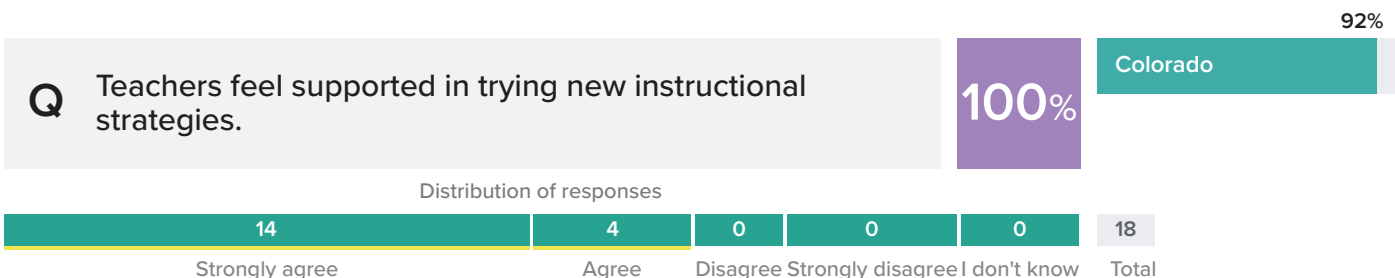 92%
Q
Teachers feel supported in trying new instructional
strategies.
100%
Colorado
Distribution of responses
14 4 0 0 0 18
Strongly agree Agree Disagree Strongly disagree I don't know Total